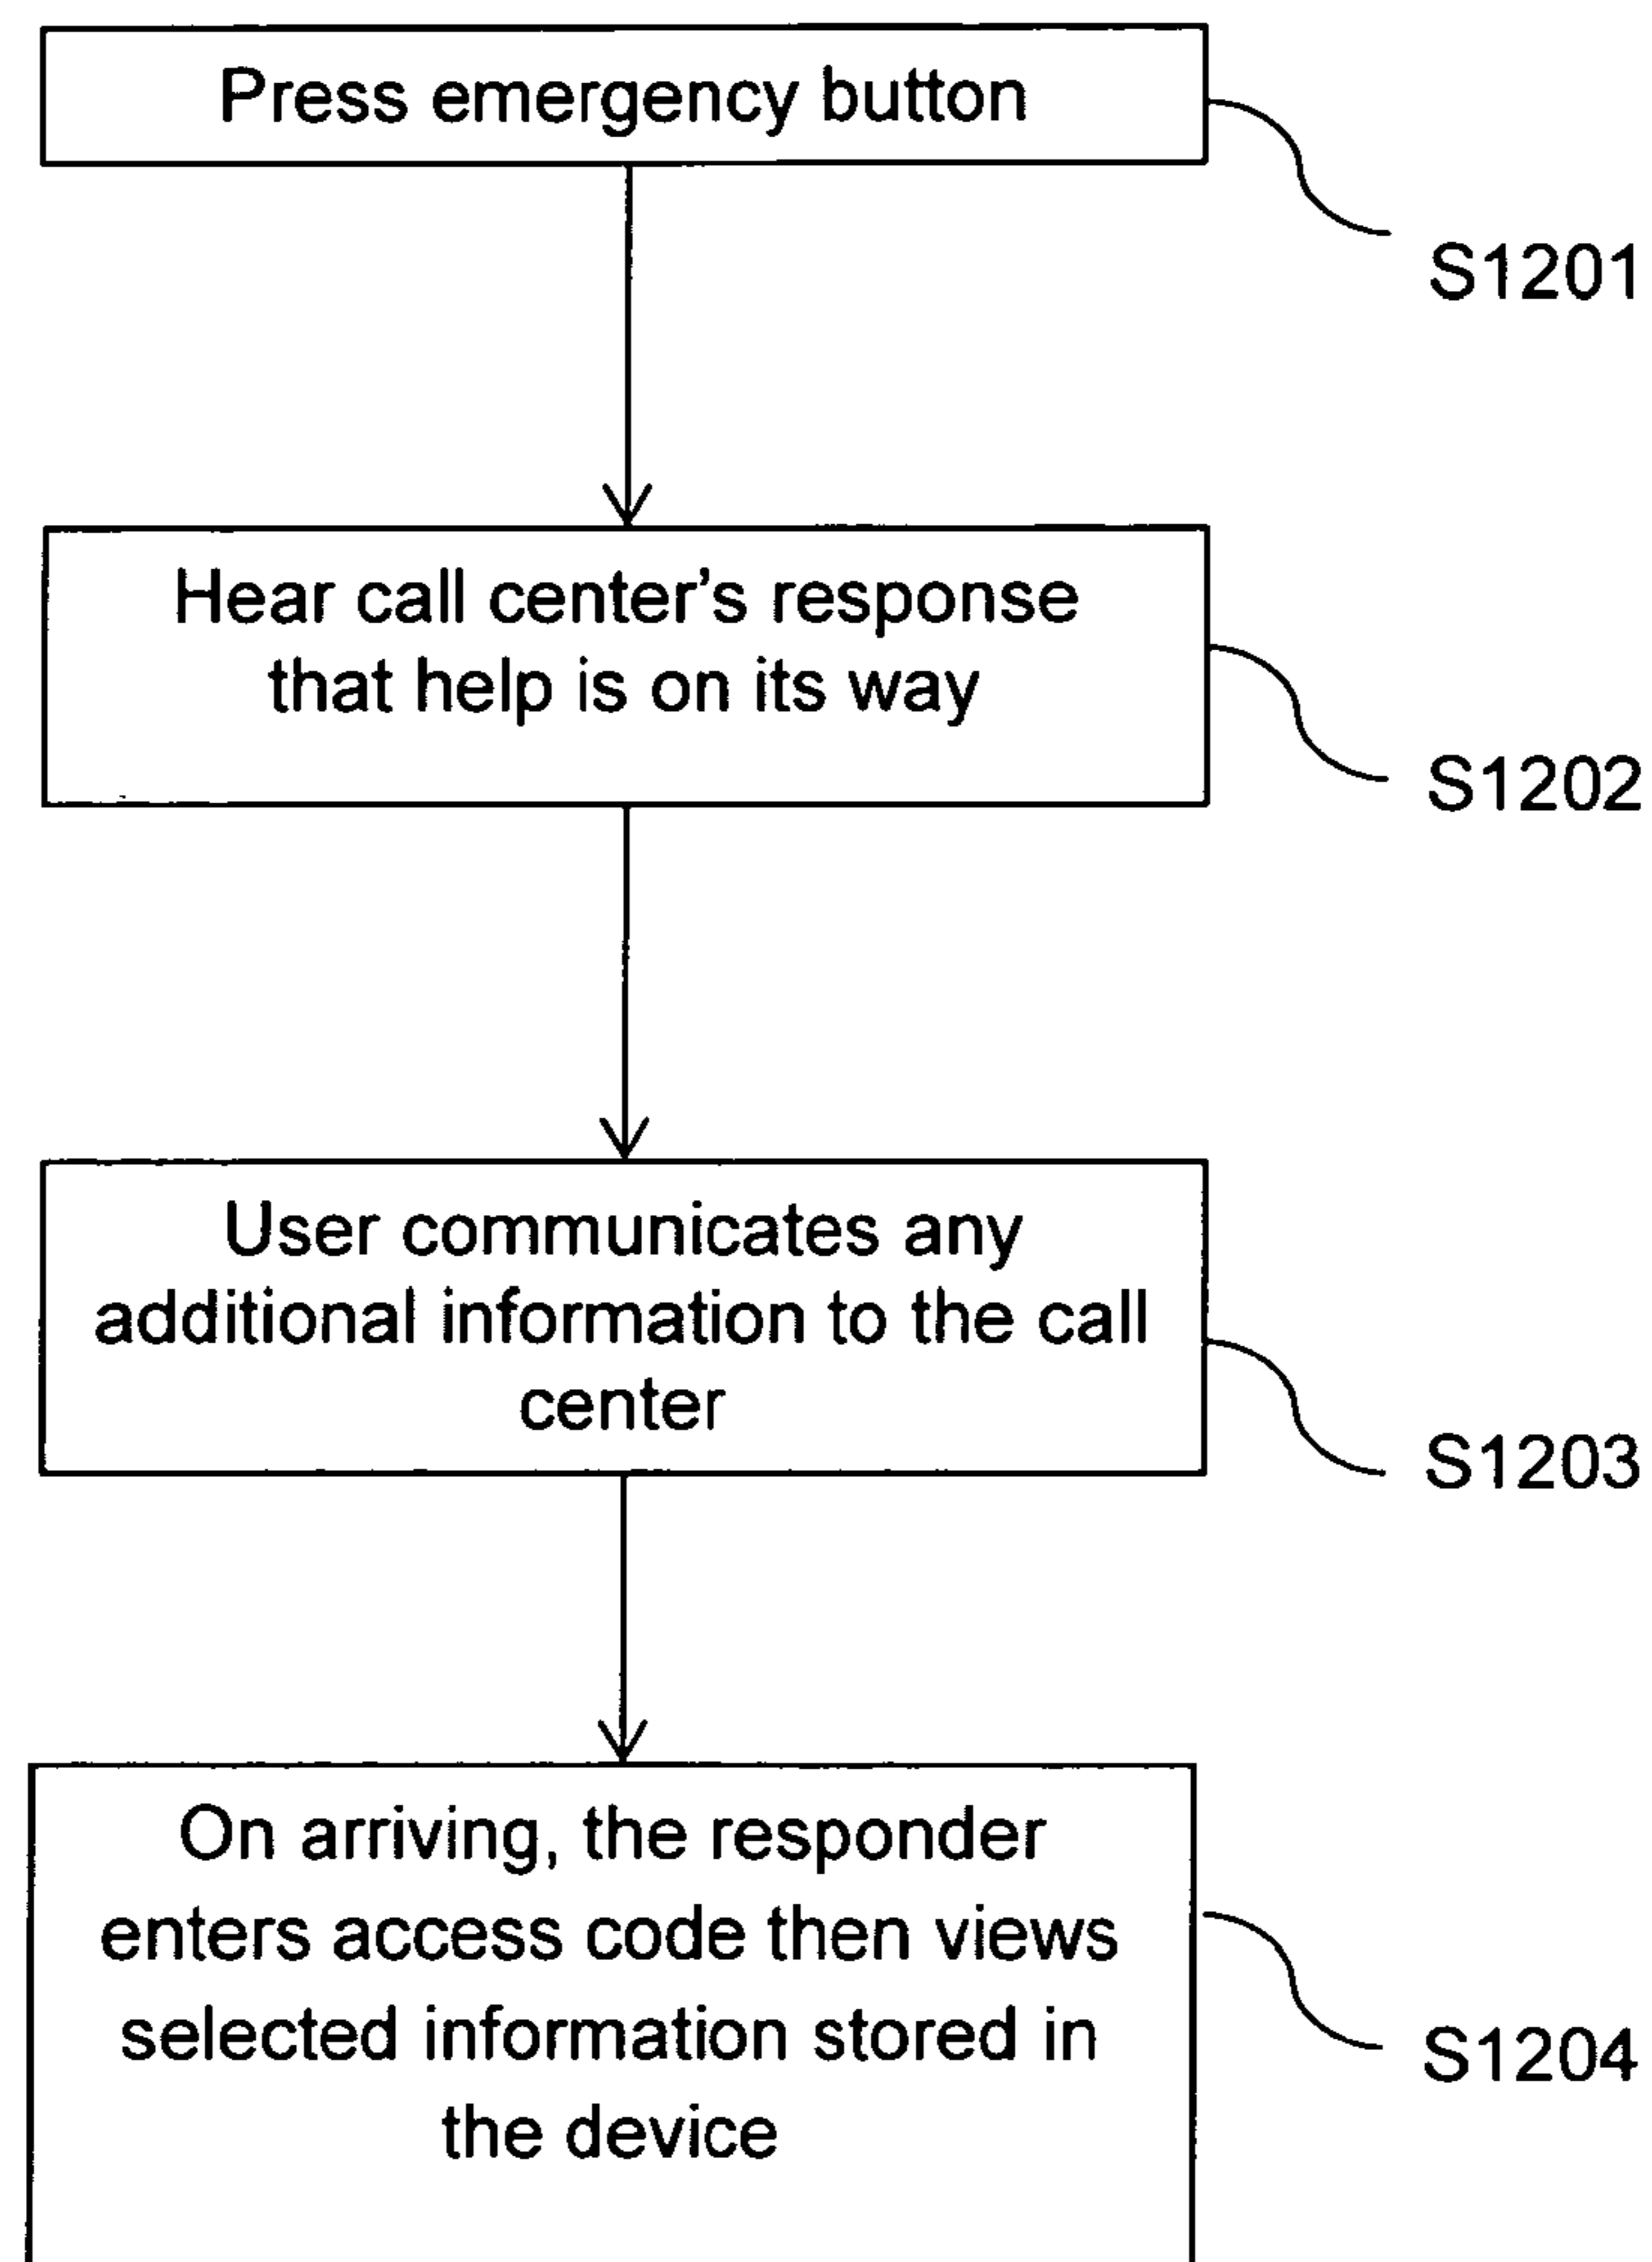 Press emergency button
S1201
Hear call center's response
that help is on its way
S1202
User communicates any
additional information to the call
center
S1203
On arriving, the responder
enters access code then views
selected information stored in
the device
S1204